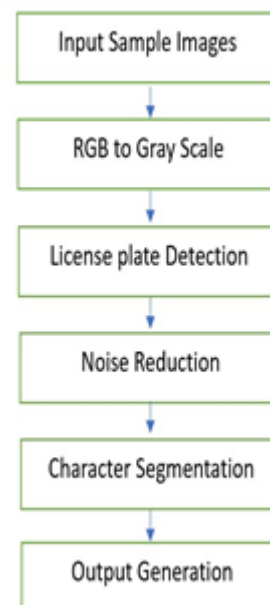 Input Sample Images
RGB to Gray Scale
License plate Detection
Noise Reduction
Character Segmentation
Output Generation